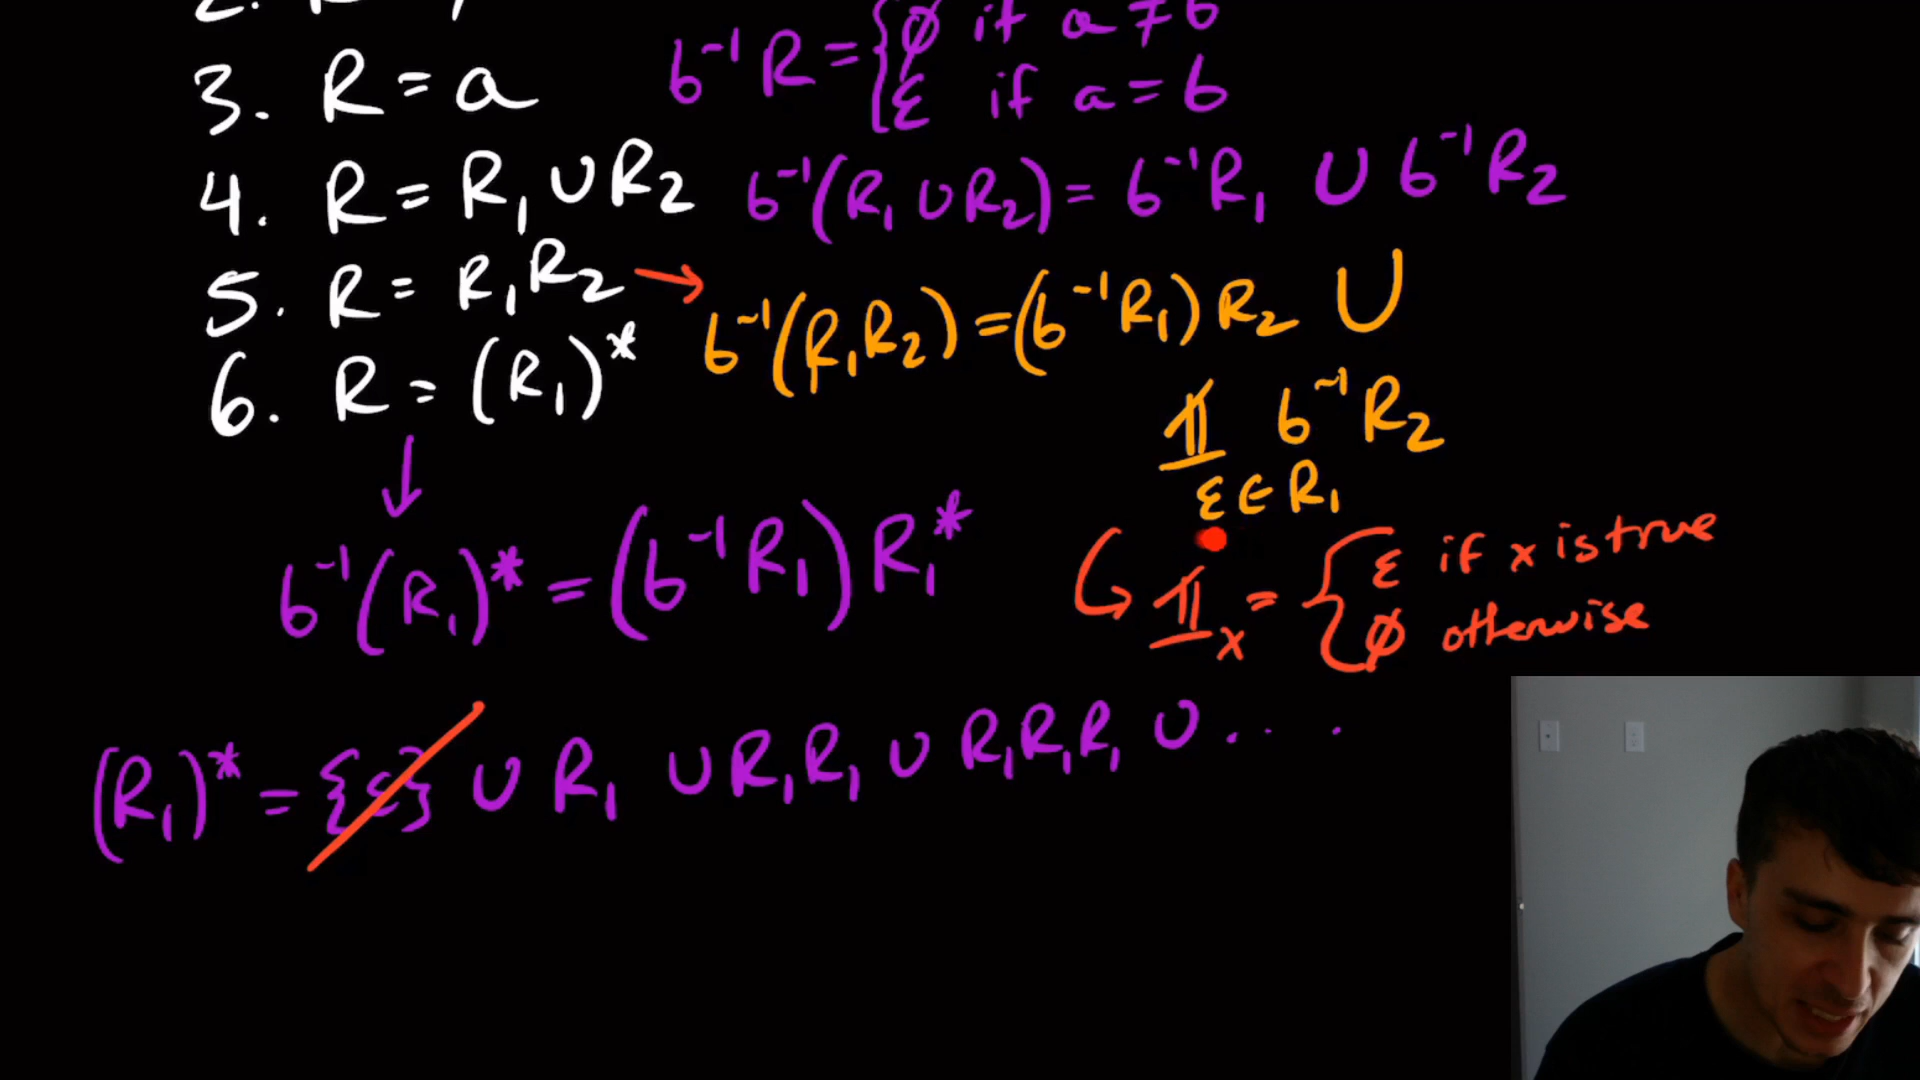 2. R
3. R = a
b⁻¹R = { ∅ if a ≠ b
ε if a = b
4. R = R₁ ∪ R₂
b⁻¹(R₁ ∪ R₂) = b⁻¹R₁ ∪ b⁻¹R₂
5. R = R₁R₂ →
b⁻¹(R₁R₂) = (b⁻¹R₁)R₂ ∪
𝟙 b⁻¹R₂
ε ∈ R₁
6. R = (R₁)*
↓
b⁻¹(R₁)* = (b⁻¹R₁)R₁*
𝟙ₓ = { ε if x is true
∅ otherwise
(R₁)* = {ε} ∪ R₁ ∪ R₁R₁ ∪ R₁R₁R₁ ∪ . . .